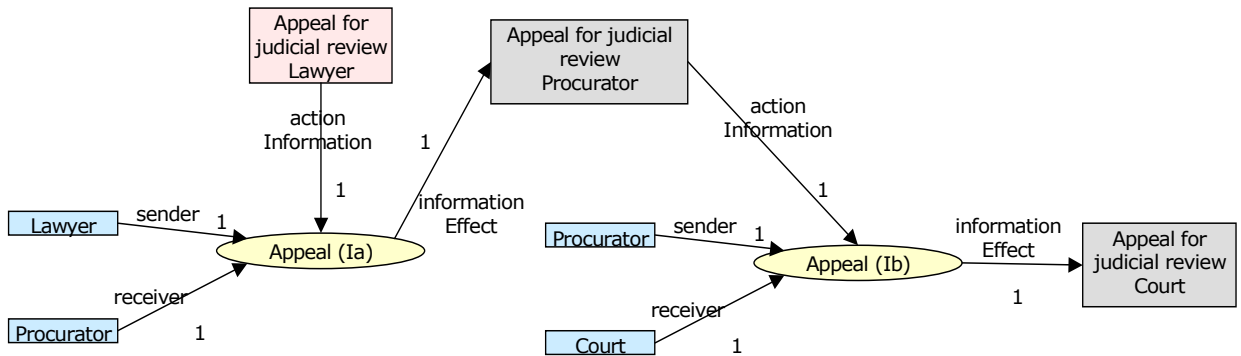 Appeal for
judicial review
Lawyer
Appeal for judicial
review
Procurator
action
Information
1
1
action
Information
1
Lawyer
sender
1
Appeal (Ia)
information
Effect
receiver
Procurator
1
Procurator
sender
1
Appeal (Ib)
information
Effect
1
Appeal for
judicial review
Court
receiver
Court
1